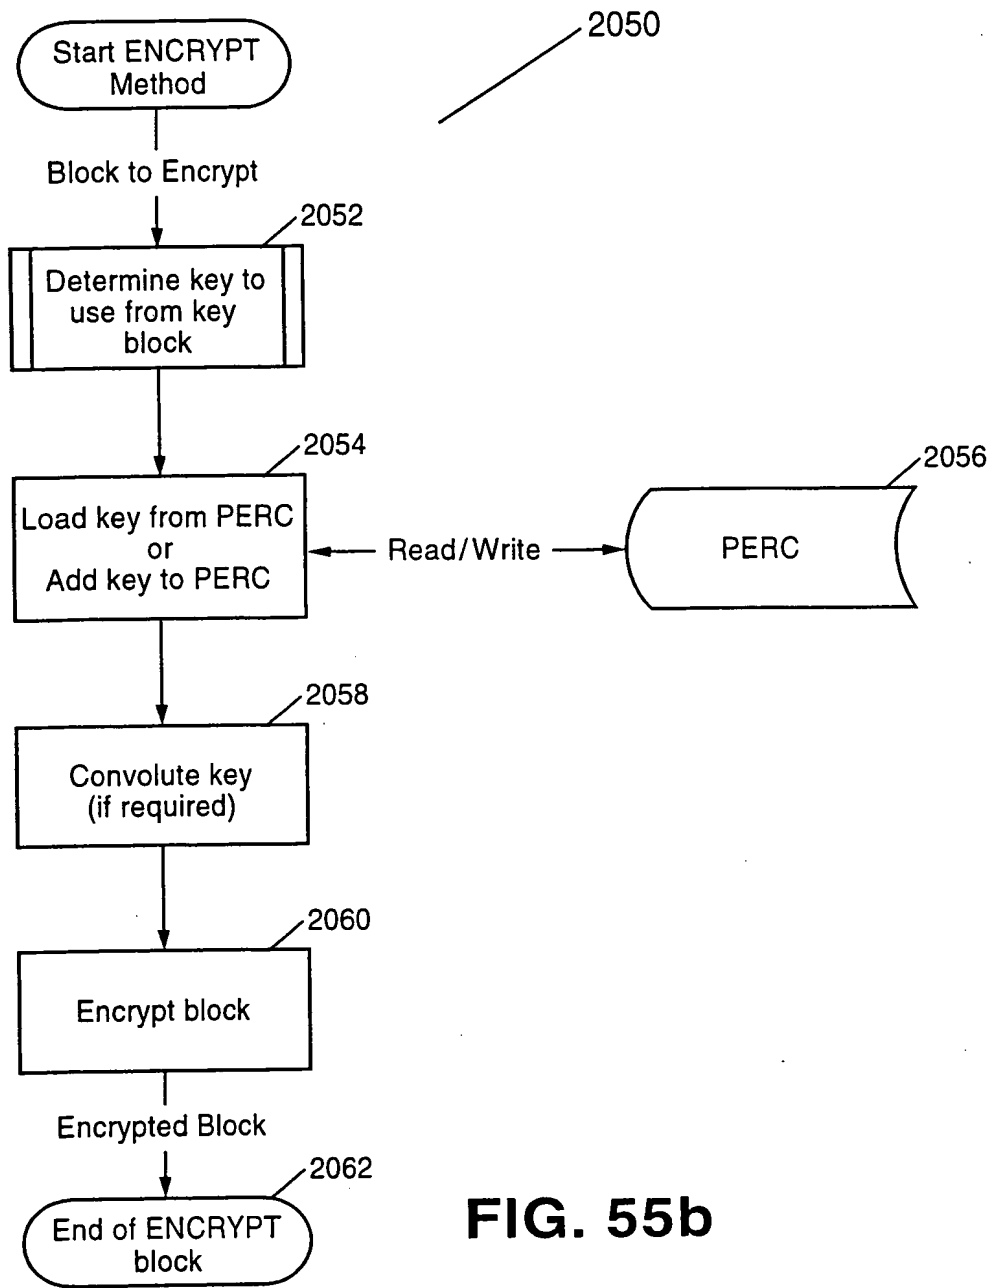 2050
Start ENCRYPT
Method
Block to Encrypt
2052
Determine key to
use from key
block
2054
Load key from PERC
or
Add key to PERC
Read/Write
2056
PERC
2058
Convolute key
(if required)
2060
Encrypt block
Encrypted Block
2062
End of ENCRYPT
block
FIG. 55b